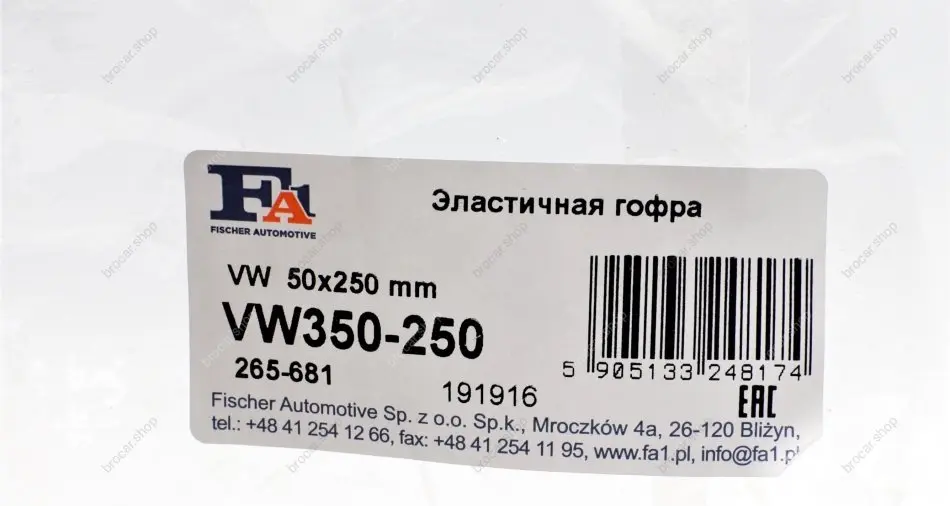 FA1
FISCHER AUTOMOTIVE
Эластичная гофра
VW 50x250 mm
VW350-250
265-681
191916
5 905133 248174
EAC
Fischer Automotive Sp. z o.o. Sp.k., Mroczków 4a, 26-120 Bliżyn,
tel.: +48 41 254 12 66, fax: +48 41 254 11 95, www.fa1.pl, info@fa1.pl
brocar.shop